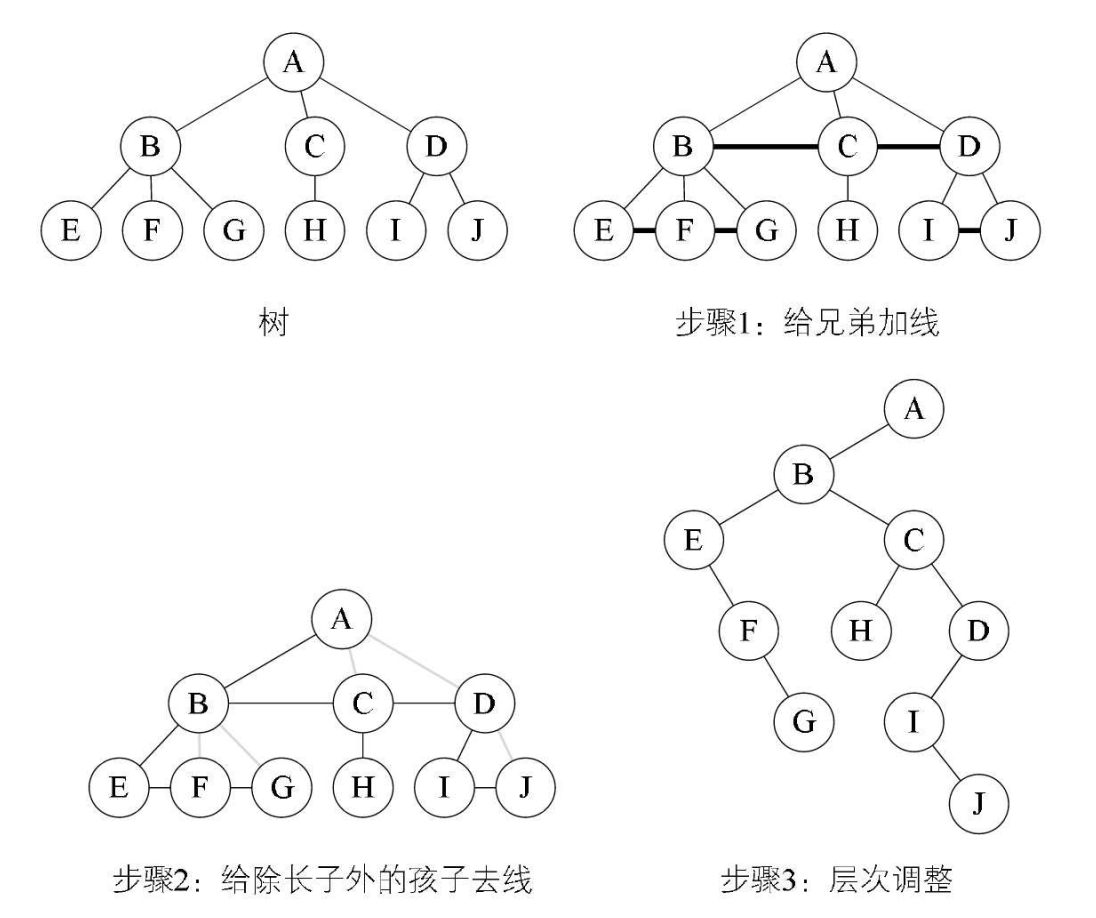 A
B C D
E F G H I J
树
A
B C D
E F G H I J
步骤1：给兄弟加线
A
B C D
E F G H I J
步骤2：给除长子外的孩子去线
A
B
E C
F H D
G I
J
步骤3：层次调整